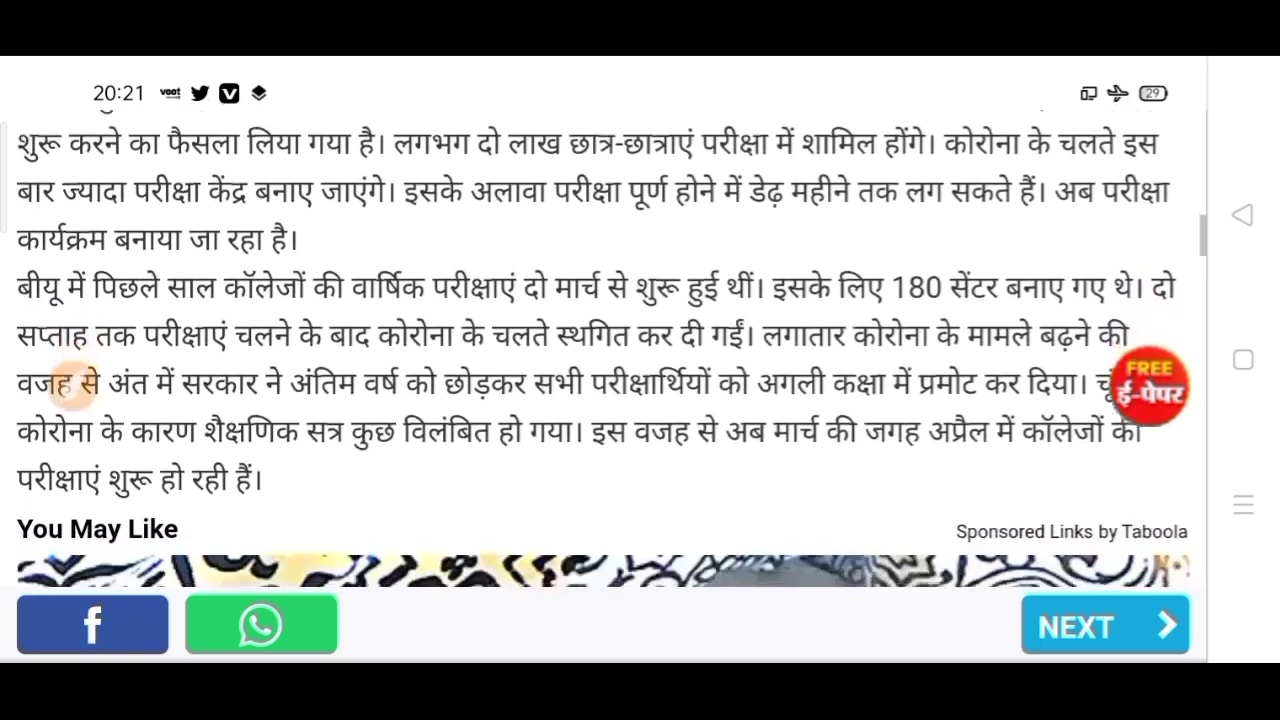 20:21 voot
29
शुरू करने का फैसला लिया गया है। लगभग दो लाख छात्र-छात्राएं परीक्षा में शामिल होंगे। कोरोना के चलते इस
बार ज्यादा परीक्षा केंद्र बनाए जाएंगे। इसके अलावा परीक्षा पूर्ण होने में डेढ़ महीने तक लग सकते हैं। अब परीक्षा
कार्यक्रम बनाया जा रहा है।
बीयू में पिछले साल कॉलेजों की वार्षिक परीक्षाएं दो मार्च से शुरू हुई थीं। इसके लिए 180 सेंटर बनाए गए थे। दो
सप्ताह तक परीक्षाएं चलने के बाद कोरोना के चलते स्थगित कर दी गईं। लगातार कोरोना के मामले बढ़ने की
वजह से अंत में सरकार ने अंतिम वर्ष को छोड़कर सभी परीक्षार्थियों को अगली कक्षा में प्रमोट कर दिया।
FREE
ई-पेपर
कोरोना के कारण शैक्षणिक सत्र कुछ विलंबित हो गया। इस वजह से अब मार्च की जगह अप्रैल में कॉलेजों की
परीक्षाएं शुरू हो रही हैं।
You May Like
Sponsored Links by Taboola
NEXT